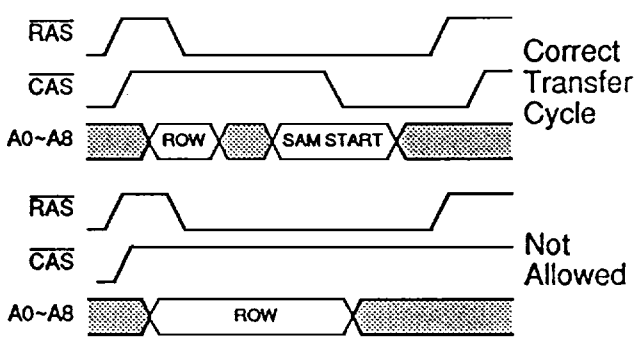 RAS
CAS
A0~A8
ROW
SAM START
Correct
Transfer
Cycle
RAS
CAS
A0~A8
ROW
Not
Allowed